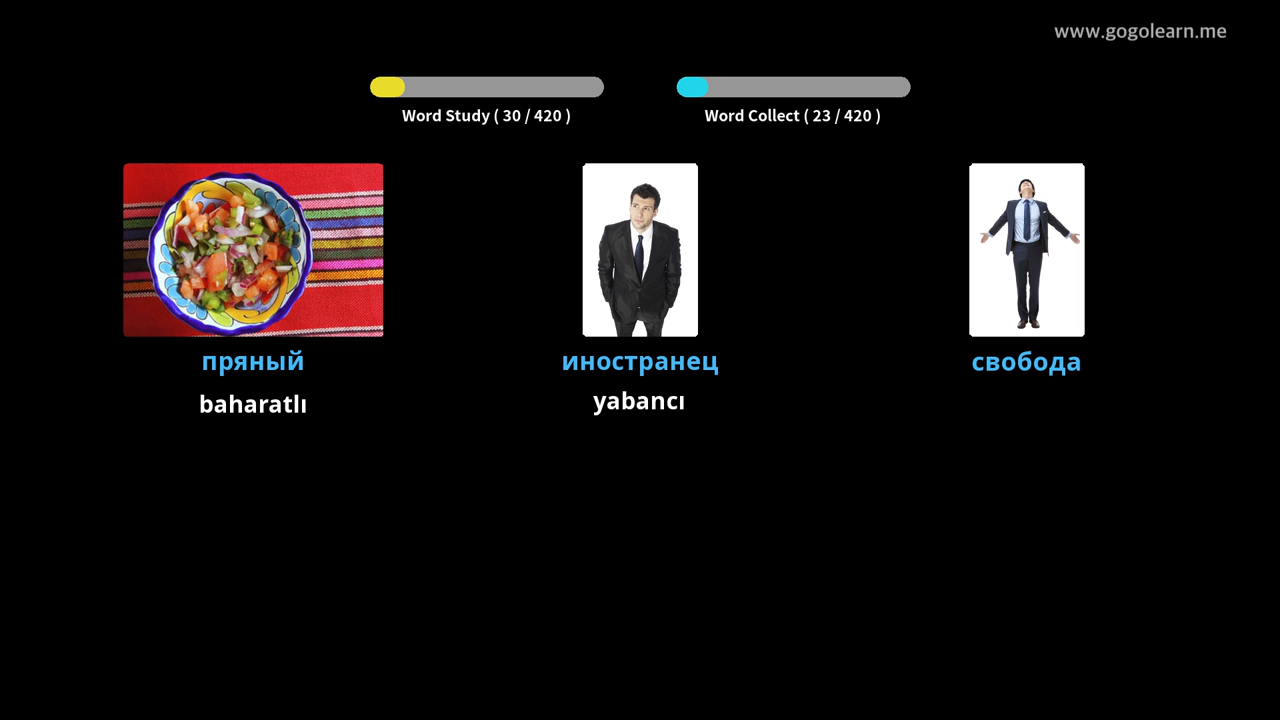 www.gogolearn.me
Word Study ( 30 / 420 )
Word Collect ( 23 / 420 )
пряный
иностранец
свобода
baharatlı
yabancı